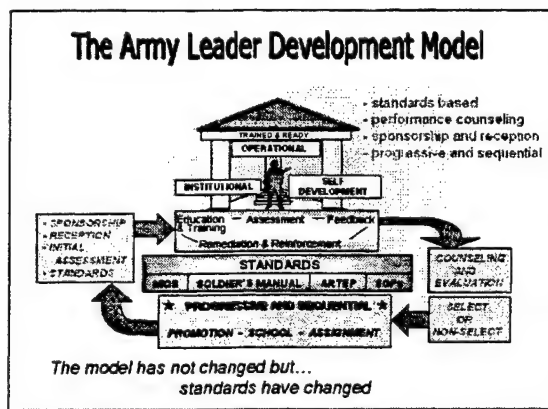 The Army Leader Development Model
- standards based
- performance counseling
- sponsorship and reception
- progressive and sequential
TRAINED & READY
OPERATIONAL
INSTITUTIONAL
SELF
DEVELOPMENT
Education — Assessment — Feedback
& Training
Remediation & Reinforcement
SPONSORSHIP
RECEPTION
INITIAL
ASSESSMENT
STANDARDS
COUNSELING
AND
EVALUATION
STANDARDS
MOS SOLDIER'S MANUAL ARTEP SOP's
★ PROGRESSIVE AND SEQUENTIAL ★
PROMOTION - SCHOOL - ASSIGNMENT
SELECT
OR
NON-SELECT
The model has not changed but...
standards have changed